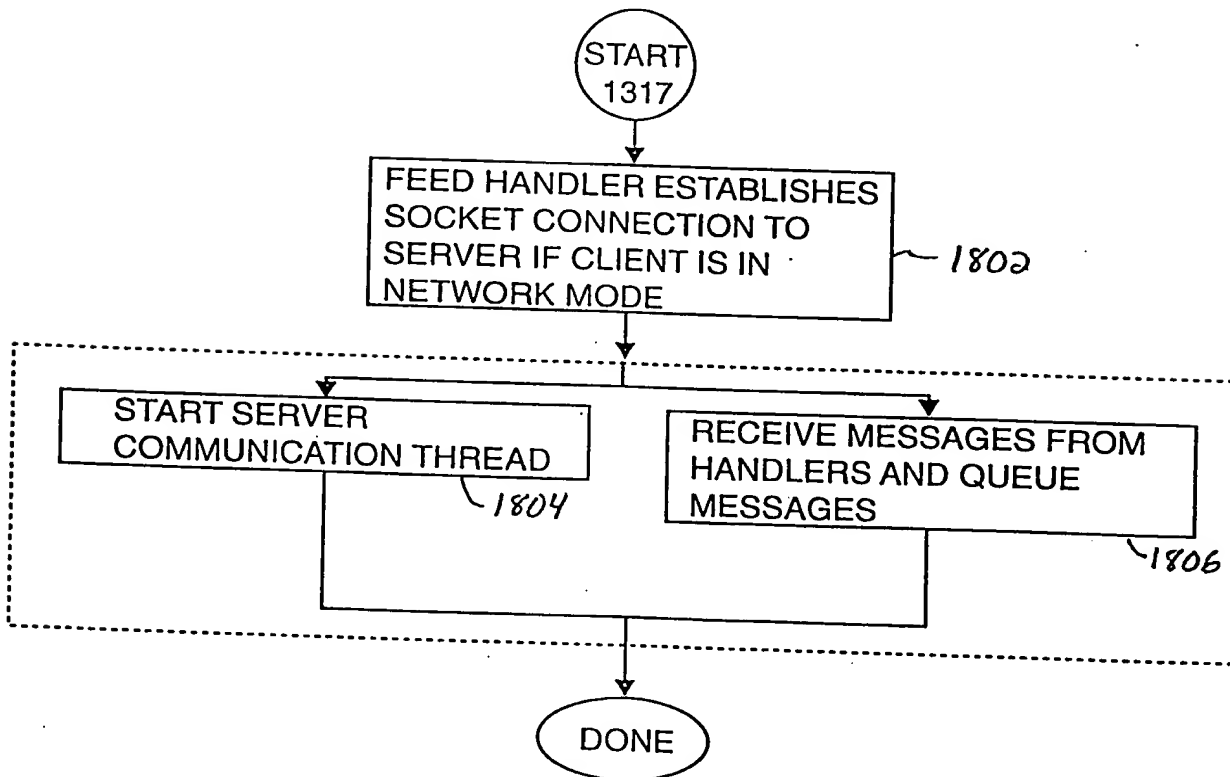 START
1317
FEED HANDLER ESTABLISHES
SOCKET CONNECTION TO
SERVER IF CLIENT IS IN
NETWORK MODE
1802
START SERVER
COMMUNICATION THREAD
1804
RECEIVE MESSAGES FROM
HANDLERS AND QUEUE
MESSAGES
1806
DONE